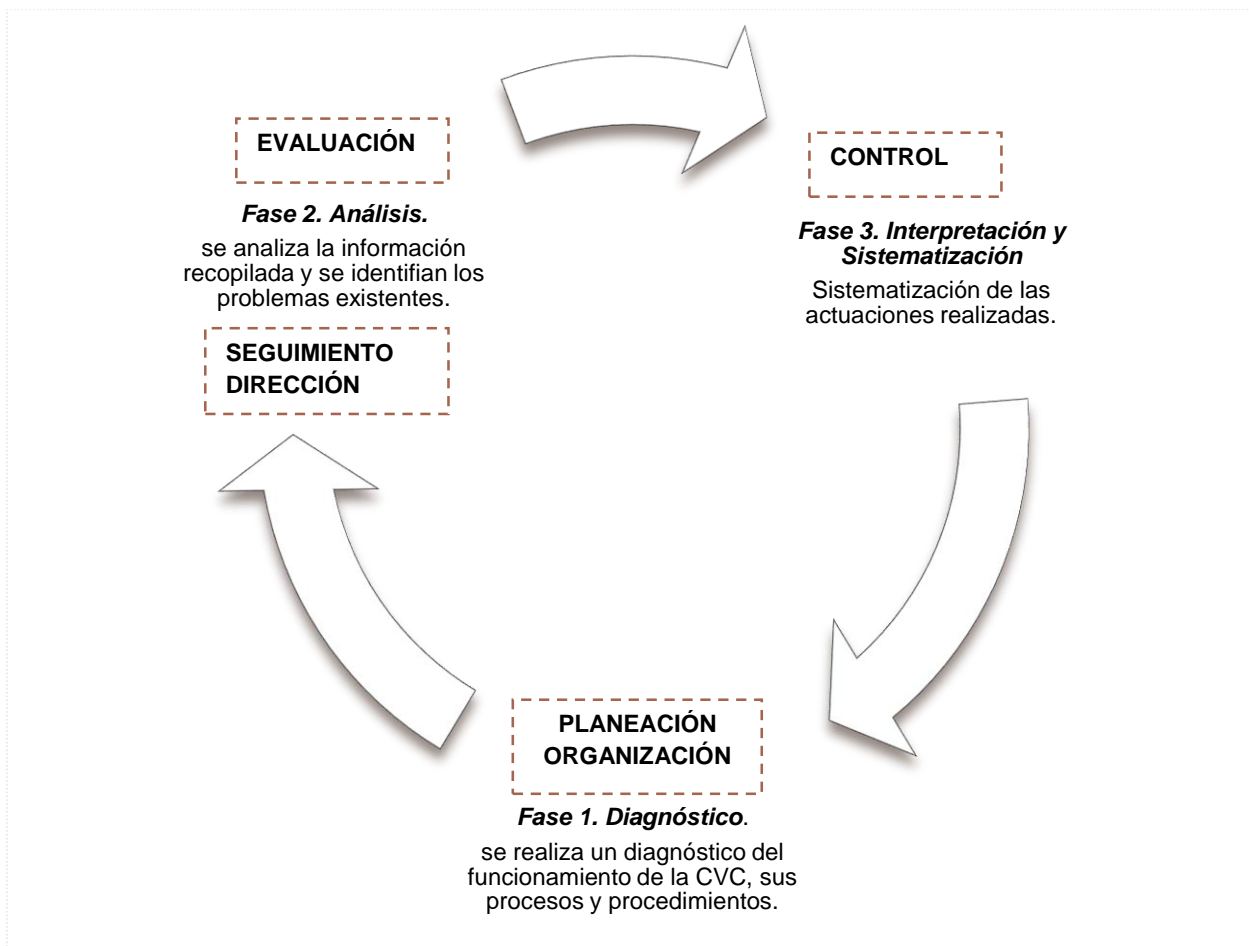 EVALUACIÓN
Fase 2. Análisis.
se analiza la información
recopilada y se identifian los
problemas existentes.
SEGUIMIENTO
DIRECCIÓN
CONTROL
Fase 3. Interpretación y
Sistematización
Sistematización de las
actuaciones realizadas.
PLANEACIÓN
ORGANIZACIÓN
Fase 1. Diagnóstico.
se realiza un diagnóstico del
funcionamiento de la CVC, sus
procesos y procedimientos.